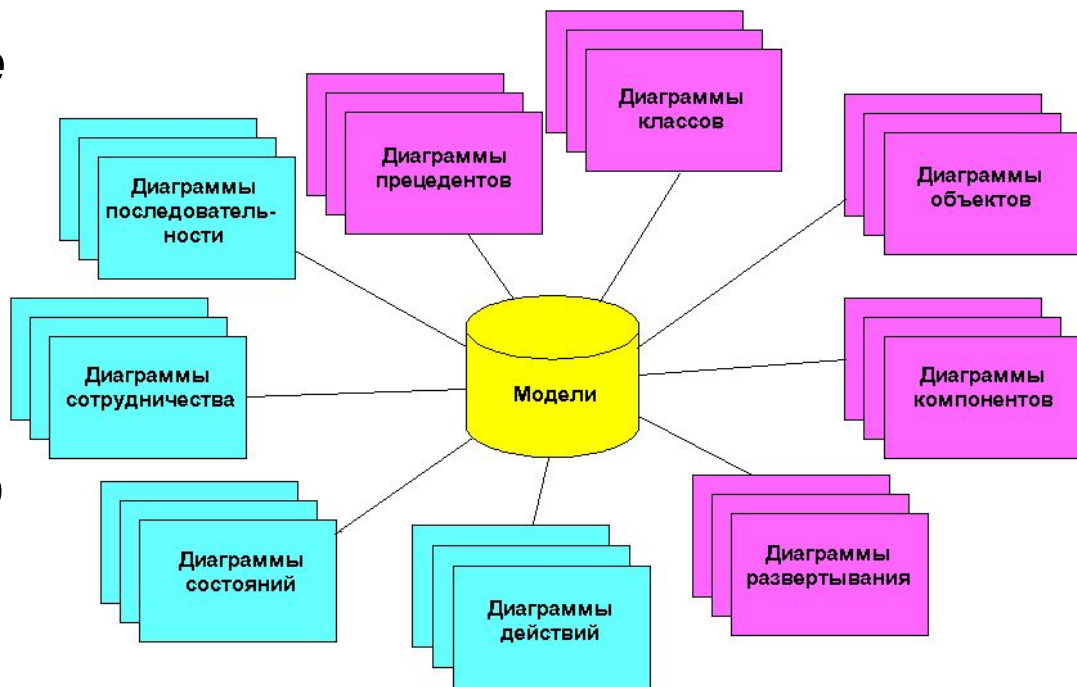 е
Диаграммы
классов
Диаграммы
прецедентов
Диаграммы
объектов
Диаграммы
последователь-
ности
Диаграммы
сотрудничества
Модели
Диаграммы
компонентов
Диаграммы
состояний
Диаграммы
действий
Диаграммы
развертывания